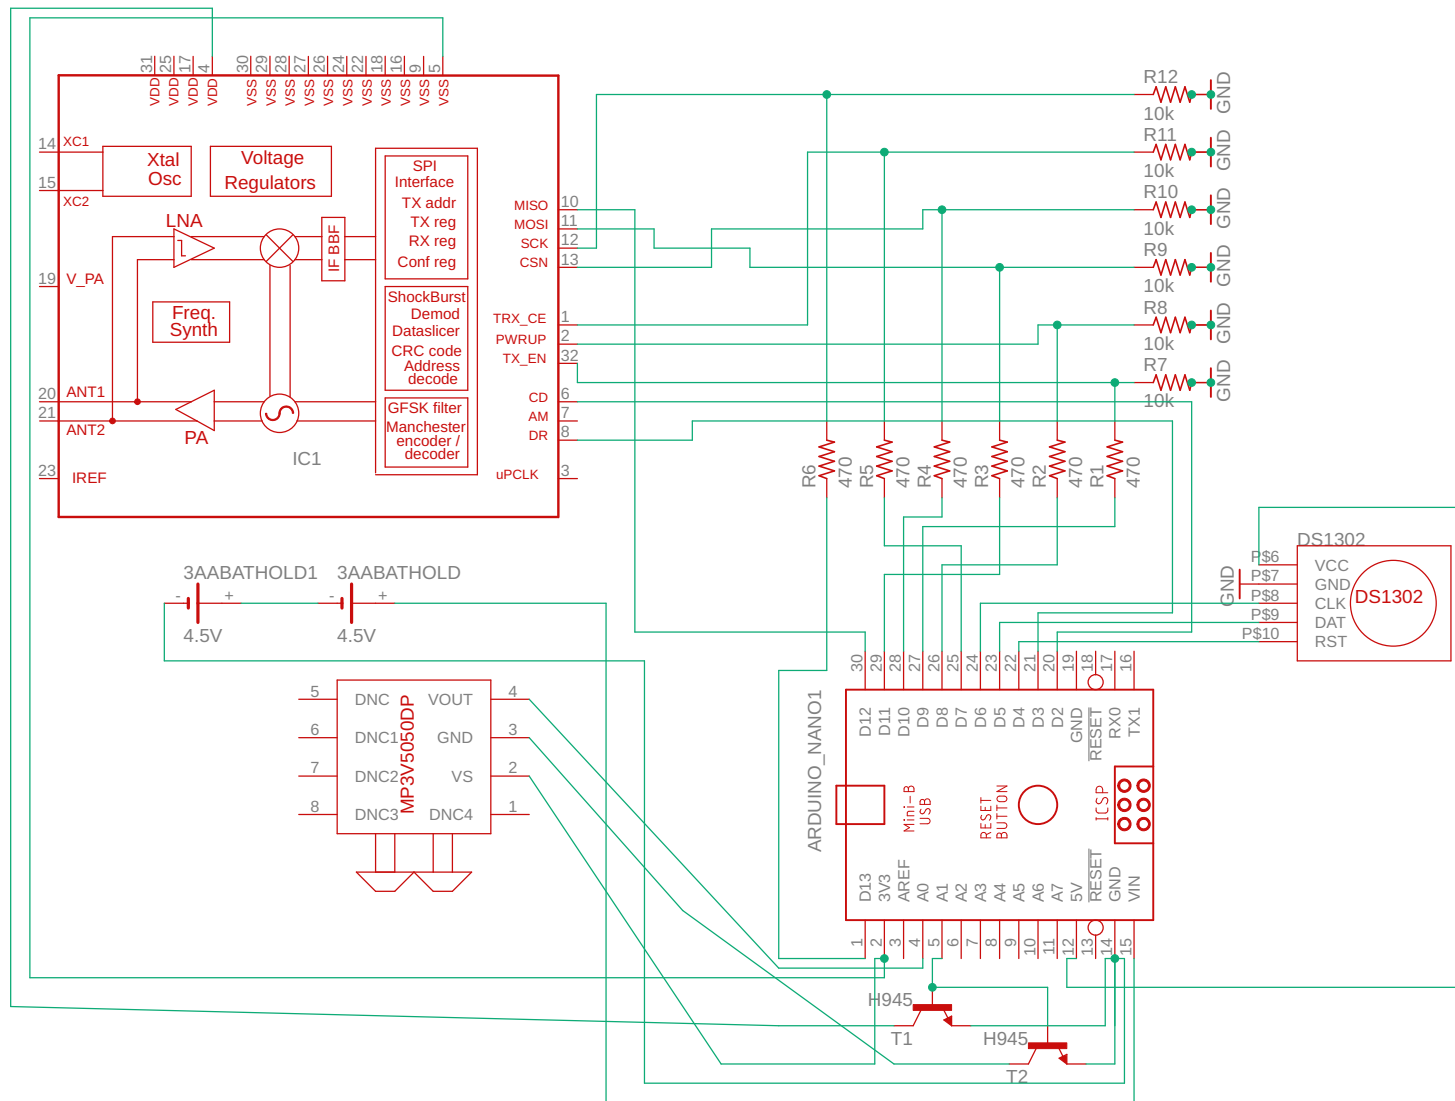 31
25
17
4
30
29
28
27
26
24
22
18
16
9
5
VDD
VDD
VDD
VDD
VSS
VSS
VSS
VSS
VSS
VSS
VSS
VSS
VSS
VSS
VSS
14
XC1
15
XC2
Xtal
Osc
Voltage
Regulators
SPI
Interface
TX addr
TX reg
RX reg
Conf reg
LNA
IF BBF
19
V_PA
Freq.
Synth
ShockBurst
Demod
Dataslicer
CRC code
Address
decode
GFSK filter
Manchester
encoder /
decoder
20
ANT1
21
ANT2
PA
IC1
23
IREF
MISO 10
MOSI 11
SCK 12
CSN 13
TRX_CE 1
PWRUP 2
TX_EN 32
CD 6
AM 7
DR 8
uPCLK 3
R12
10k
GND
R11
10k
GND
R10
10k
GND
R9
10k
GND
R8
10k
GND
R7
10k
GND
R6
470
R5
470
R4
470
R3
470
R2
470
R1
470
DS1302
P$6 VCC
P$7 GND
P$8 CLK
P$9 DAT
P$10 RST
DS1302
GND
3AABATHOLD1
- +
4.5V
3AABATHOLD
- +
4.5V
5 DNC
6 DNC1
7 DNC2
8 DNC3
MP3V5050DP
VOUT 4
GND 3
VS 2
DNC4 1
ARDUINO_NANO1
30
29
28
27
26
25
24
23
22
21
20
19
18
17
16
D12
D11
D10
D9
D8
D7
D6
D5
D4
D3
D2
GND
RESET
RX0
TX1
Mini-B
USB
RESET
BUTTON
ICSP
D13
3V3
AREF
A0
A1
A2
A3
A4
A5
A6
A7
5V
RESET
GND
VIN
1
2
3
4
5
6
7
8
9
10
11
12
13
14
15
H945
T1
H945
T2